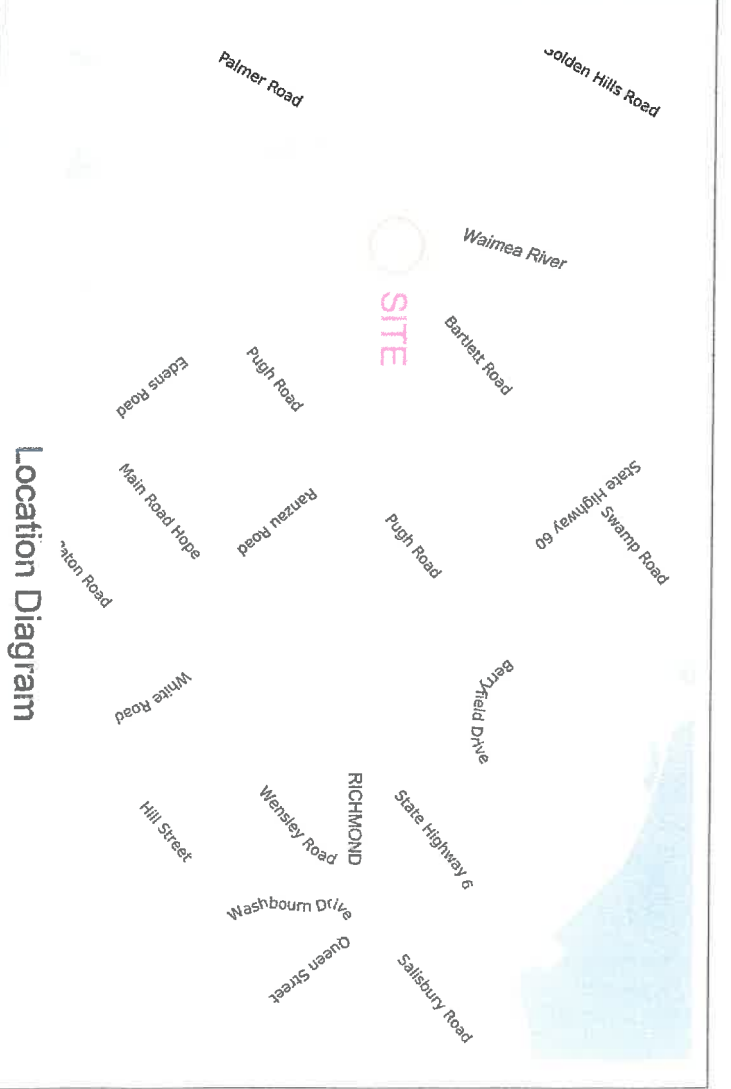 Palmer Road
Golden Hills Road
Waimea River
SITE
Bartlett Road
Edens Road
Pugh Road
Main Road Hope
Ranzau Road
Pugh Road
State Highway 60
Swamp Road
aton Road
Location Diagram
White Road
Berryfield Drive
Hill Street
Wensley Road
RICHMOND
State Highway 6
Washbourn Drive
Queen Street
Salisbury Road